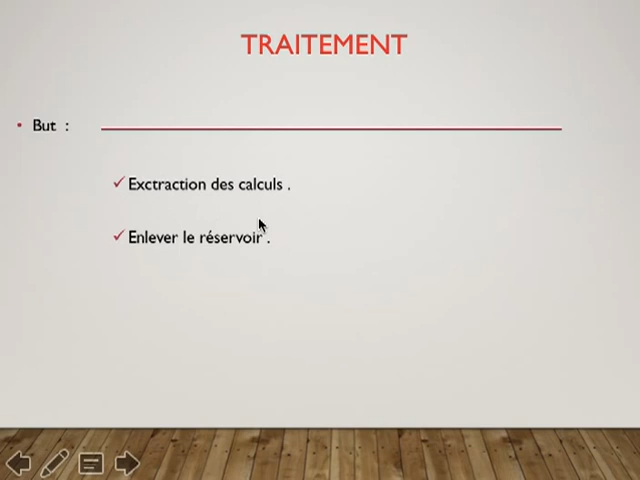 TRAITEMENT
• But :
✓ Exctraction des calculs .
✓ Enlever le réservoir .